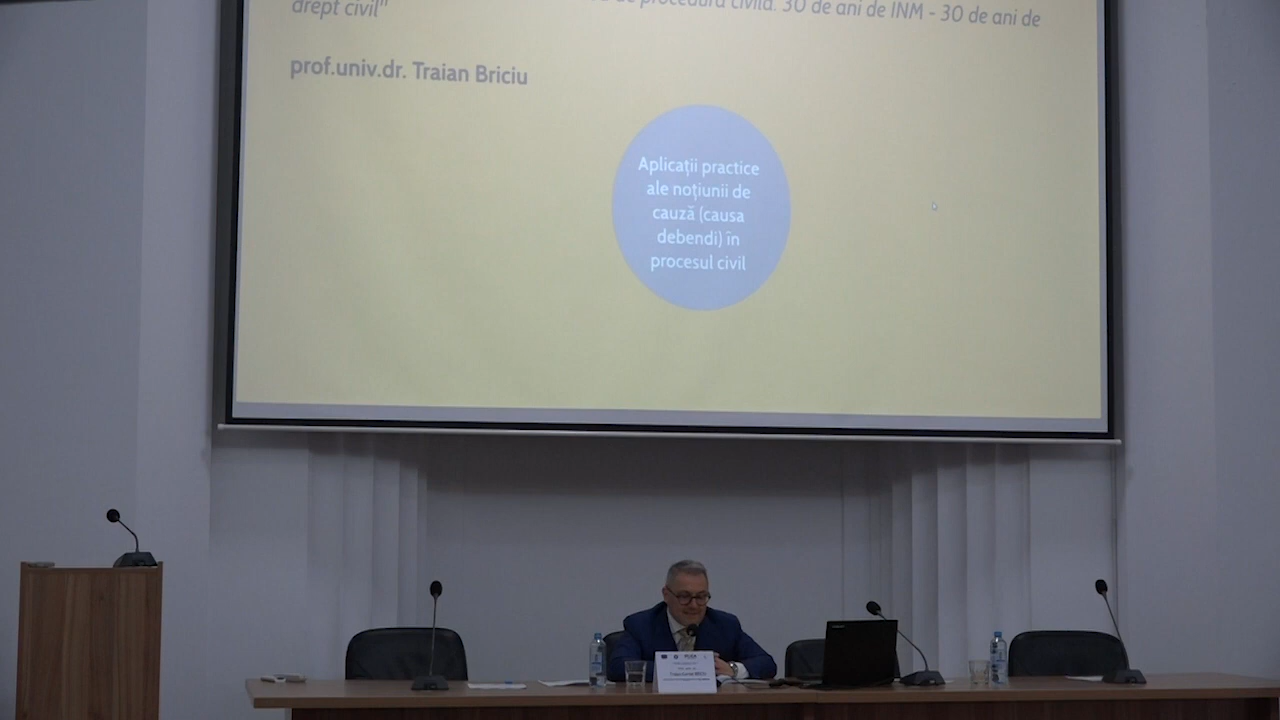 de procedură civilă. 30 de ani de INM - 30 de ani de
drept civil"
prof.univ.dr. Traian Briciu
Aplicații practice
ale noțiunii de
cauză (causa
debendi) în
procesul civil